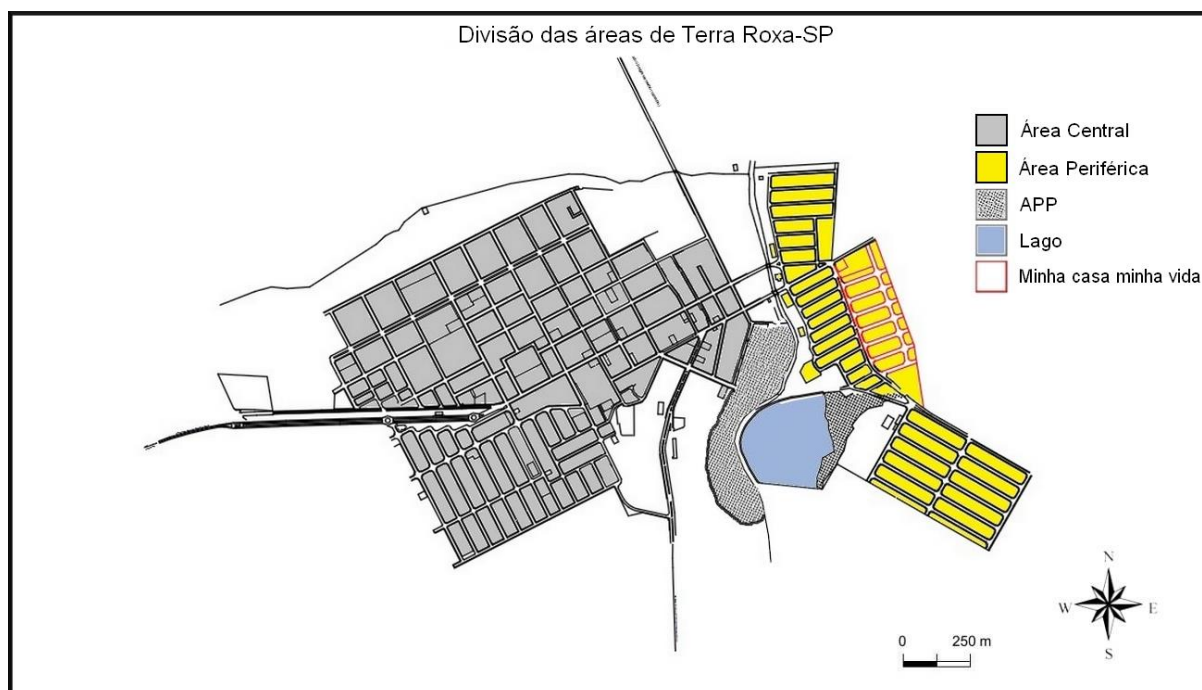 Divisão das áreas de Terra Roxa-SP
Área Central
Área Periférica
APP
Lago
Minha casa minha vida
N
W E
S
0 250 m